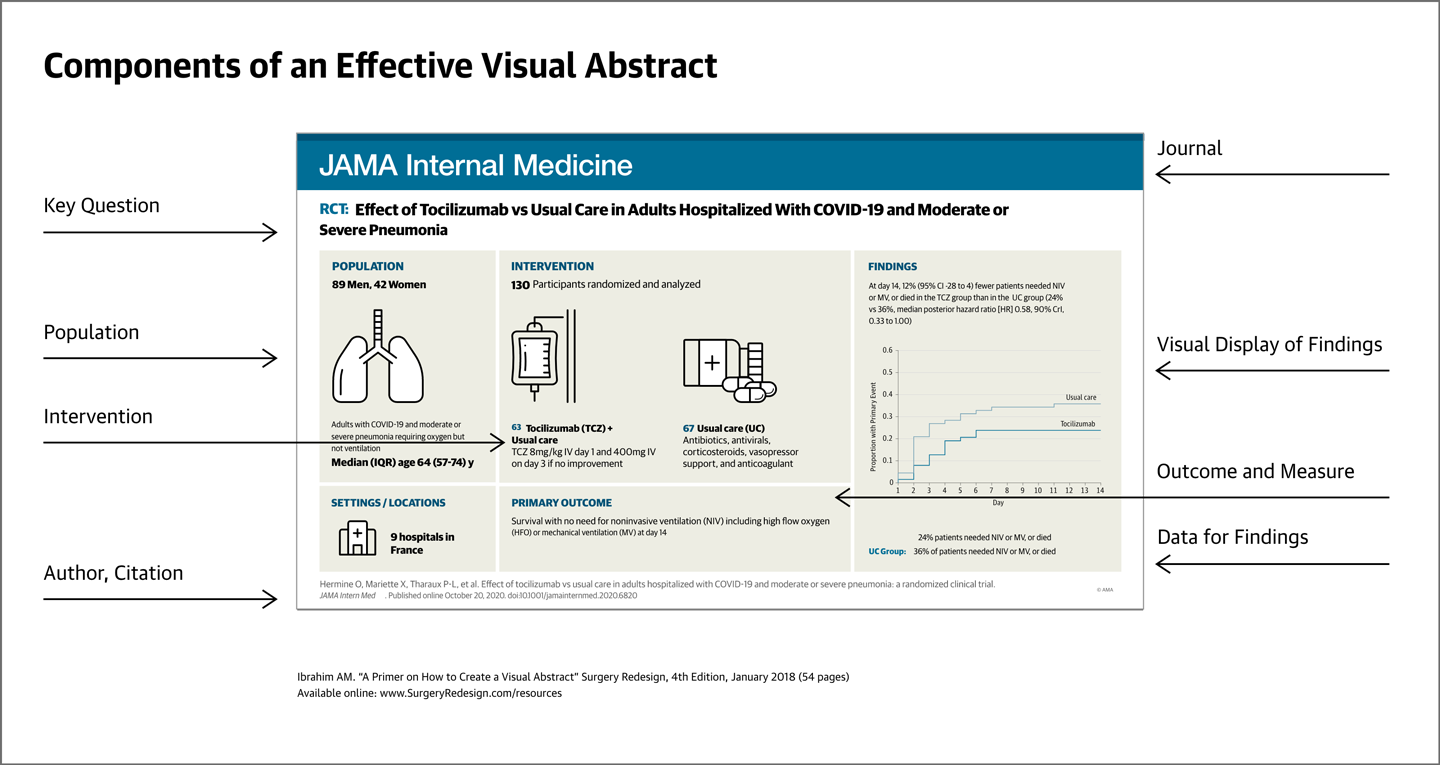 Components of an Effective Visual Abstract
Key Question
Population
Intervention
Author, Citation
JAMA Internal Medicine
RCT: Effect of Tocilizumab vs Usual Care in Adults Hospitalized With COVID-19 and Moderate or
Severe Pneumonia
POPULATION
89 Men, 42 Women
Adults with COVID-19 and moderate or
severe pneumonia requiring oxygen but
not ventilation
Median (IQR) age 64 (57-74) y
SETTINGS / LOCATIONS
9 hospitals in
France
INTERVENTION
130 Participants randomized and analyzed
63 Tocilizumab (TCZ) +
Usual care
TCZ 8mg/kg IV day 1 and 400mg IV
on day 3 if no improvement
67 Usual care (UC)
Antibiotics, antivirals,
corticosteroids, vasopressor
support, and anticoagulant
PRIMARY OUTCOME
Survival with no need for noninvasive ventilation (NIV) including high flow oxygen
(HFO) or mechanical ventilation (MV) at day 14
FINDINGS
At day 14, 12% (95% CI -28 to 4) fewer patients needed NIV
or MV, or died in the TCZ group than in the UC group (24%
vs 36%, median posterior hazard ratio [HR] 0.58, 90% CrI,
0.33 to 1.00)
Proportion with Primary Event
0.6
0.5
0.4
0.3
0.2
0.1
0
Usual care
Tocilizumab
1 2 3 4 5 6 7 8 9 10 11 12 13 14
Day
24% patients needed NIV or MV, or died
UC Group: 36% of patients needed NIV or MV, or died
Hermine O, Mariette X, Tharaux P-L, et al. Effect of tocilizumab vs usual care in adults hospitalized with COVID-19 and moderate or severe pneumonia: a randomized clinical trial.
JAMA Intern Med . Published online October 20, 2020. doi:10.1001/jamainternmed.2020.6820
© AMA
Journal
Visual Display of Findings
Outcome and Measure
Data for Findings
Ibrahim AM. "A Primer on How to Create a Visual Abstract" Surgery Redesign, 4th Edition, January 2018 (54 pages)
Available online: www.SurgeryRedesign.com/resources